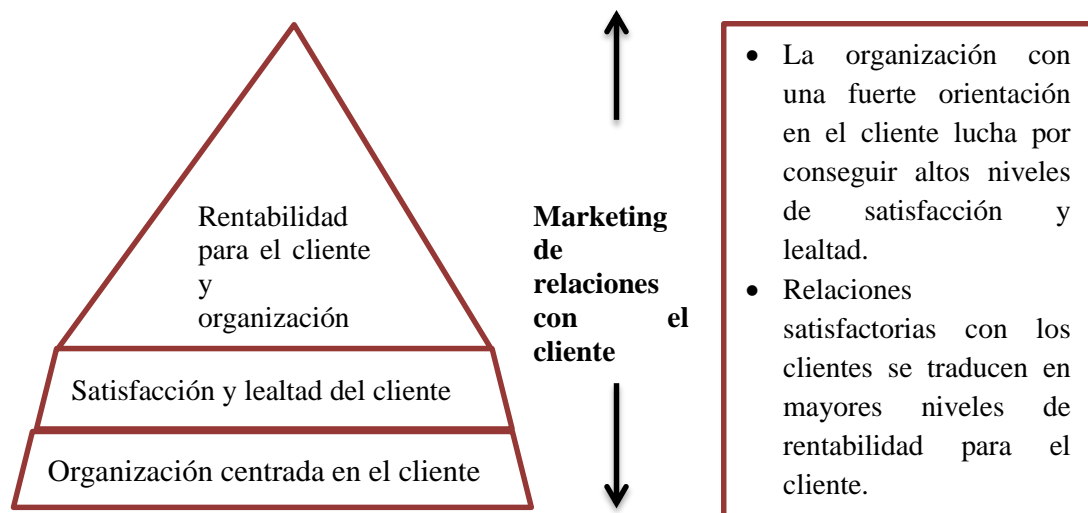 Rentabilidad
para el cliente
y
organización
Satisfacción y lealtad del cliente
Organización centrada en el cliente
Marketing
de
relaciones
con el
cliente
• La organización con
una fuerte orientación
en el cliente lucha por
conseguir altos niveles
de satisfacción y
lealtad.
• Relaciones
satisfactorias con los
clientes se traducen en
mayores niveles de
rentabilidad para el
cliente.